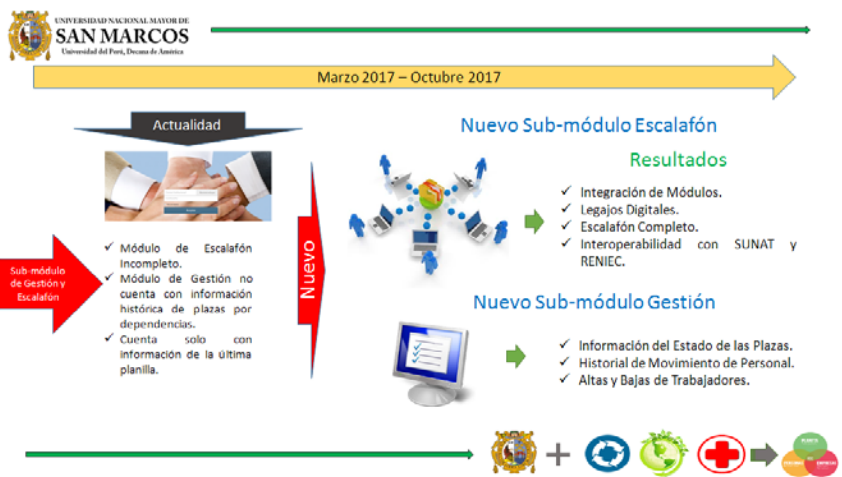 UNIVERSIDAD NACIONAL MAYOR DE
SAN MARCOS
Universidad del Perú, Decana de América
Marzo 2017 – Octubre 2017
Actualidad
Sub-módulo
de Gestión y
Escalafón
✓ Módulo de Escalafón
Incompleto.
✓ Módulo de Gestión no
cuenta con información
histórica de plazas por
dependencias.
✓ Cuenta solo con
información de la última
planilla.
Nuevo
Nuevo Sub-módulo Escalafón
Resultados
✓ Integración de Módulos.
✓ Legajos Digitales.
✓ Escalafón Completo.
✓ Interoperabilidad con SUNAT y
RENIEC.
Nuevo Sub-módulo Gestión
✓ Información del Estado de las Plazas.
✓ Historial de Movimiento de Personal.
✓ Altas y Bajas de Trabajadores.